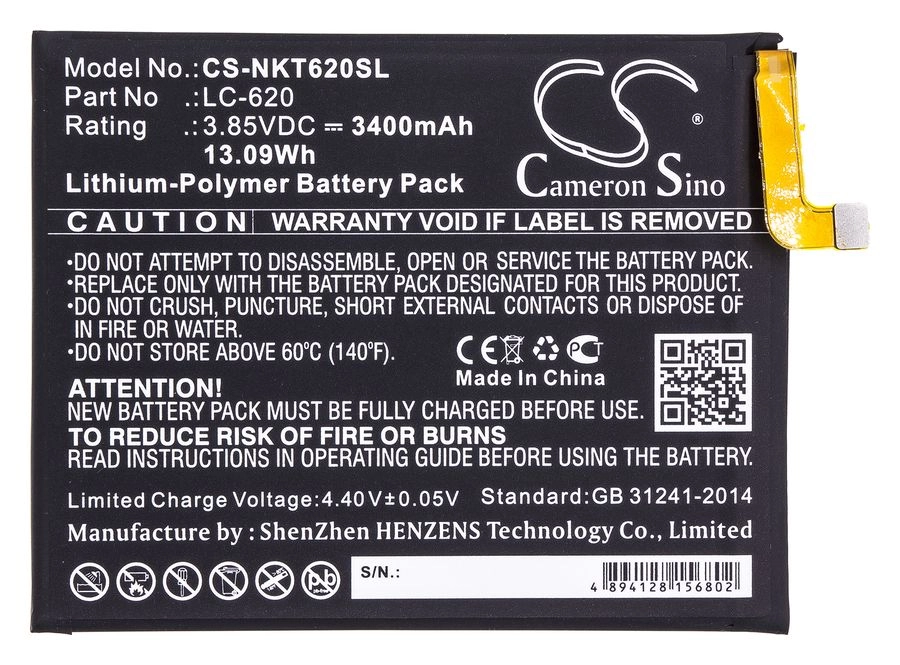 Model No.: CS-NKT620SL
Part No .: LC-620
Rating .: 3.85VDC ⎓ 3400mAh
13.09Wh
Lithium-Polymer Battery Pack
CS ®
Cameron Sino
CAUTION WARRANTY VOID IF LABEL IS REMOVED
•DO NOT ATTEMPT TO DISASSEMBLE, OPEN OR SERVICE THE BATTERY PACK.
•REPLACE ONLY WITH THE BATTERY PACK DESIGNATED FOR THIS PRODUCT.
•DO NOT CRUSH, PUNCTURE, SHORT EXTERNAL CONTACTS OR DISPOSE OF
IN FIRE OR WATER.
•DO NOT STORE ABOVE 60°C (140°F).
CE PCT
Made In China
ATTENTION!
NEW BATTERY PACK MUST BE FULLY CHARGED BEFORE USE.
TO REDUCE RISK OF FIRE OR BURNS
READ INSTRUCTIONS IN OPERATING GUIDE BEFORE USING THE BATTERY.
Limited Charge Voltage:4.40V±0.05V Standard:GB 31241-2014
Manufacture by : ShenZhen HENZENS Technology Co., Limited
Pb
S/N.:
4 894128 156802